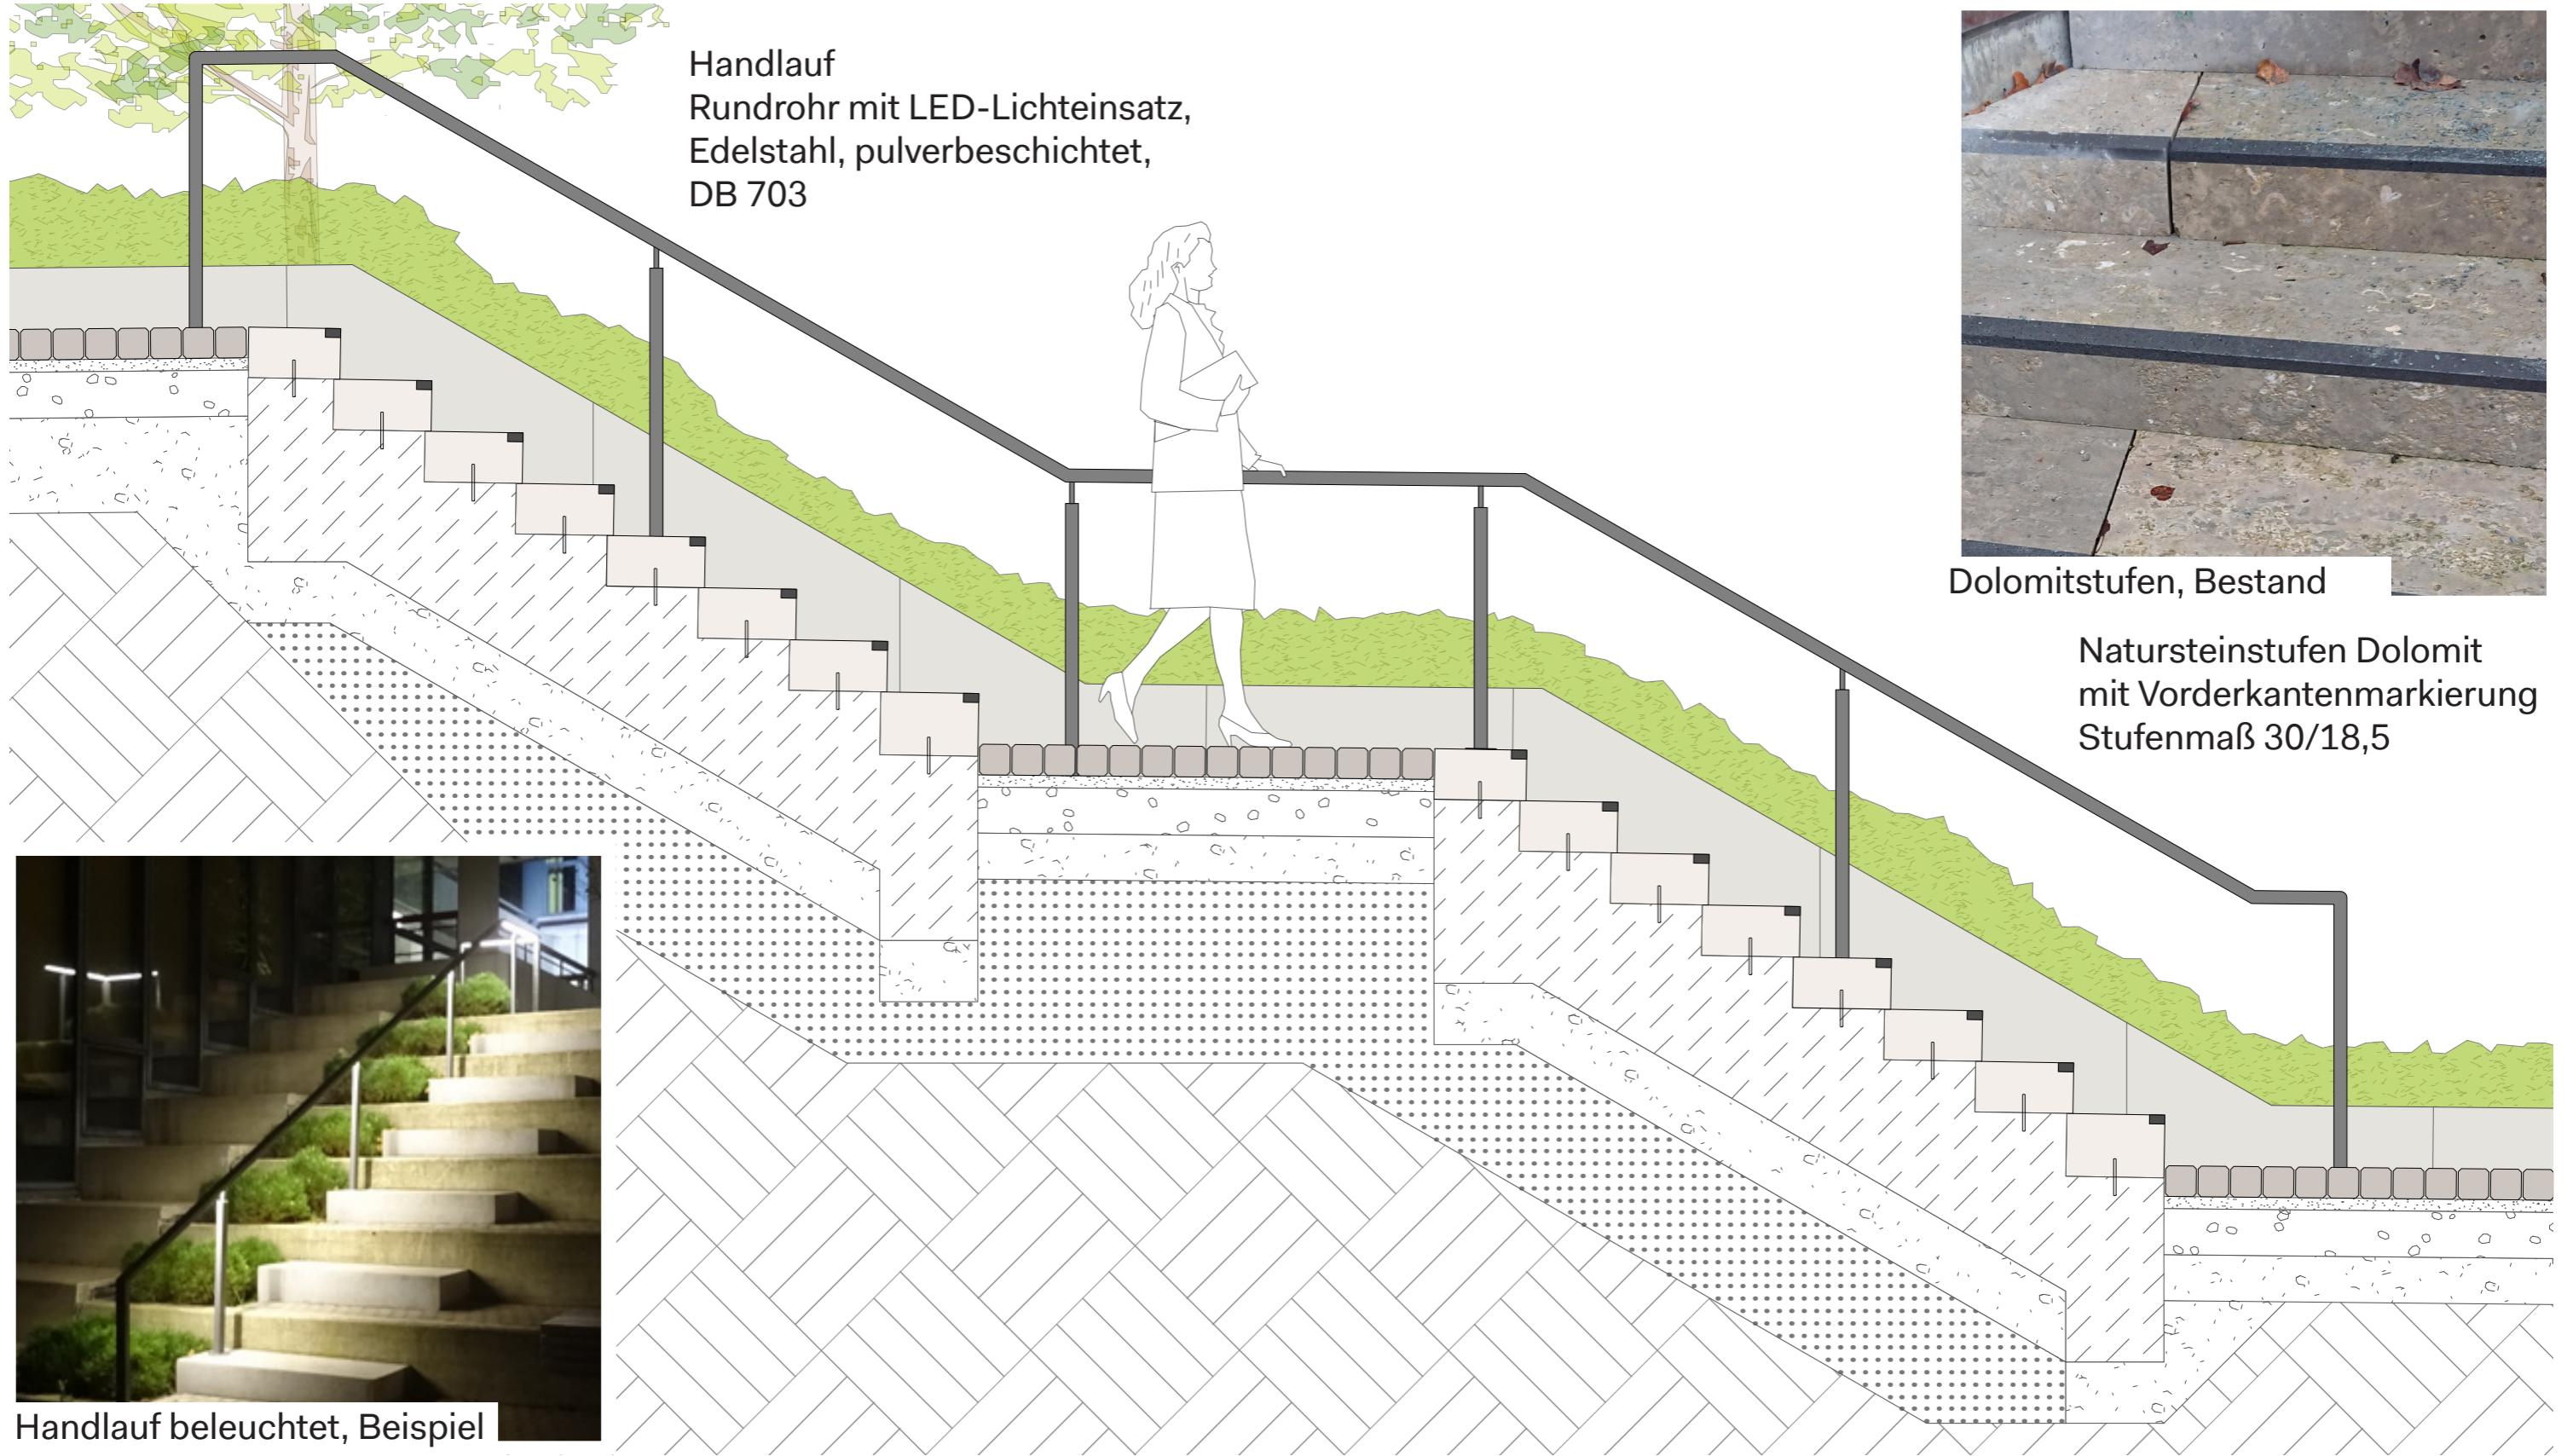 Handlauf
Rundrohr mit LED-Lichteinsatz,
Edelstahl, pulverbeschichtet,
DB 703
Dolomitstufen, Bestand
Natursteinstufen Dolomit
mit Vorderkantenmarkierung
Stufenmaß 30/18,5
Handlauf beleuchtet, Beispiel